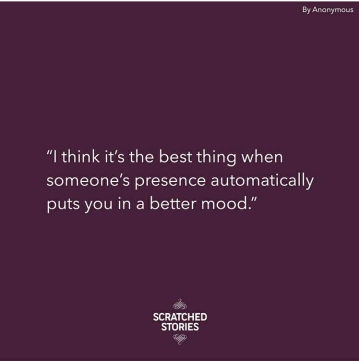 By Anonymous
“I think it’s the best thing when
someone’s presence automatically
puts you in a better mood.”
SCRATCHED
STORIES